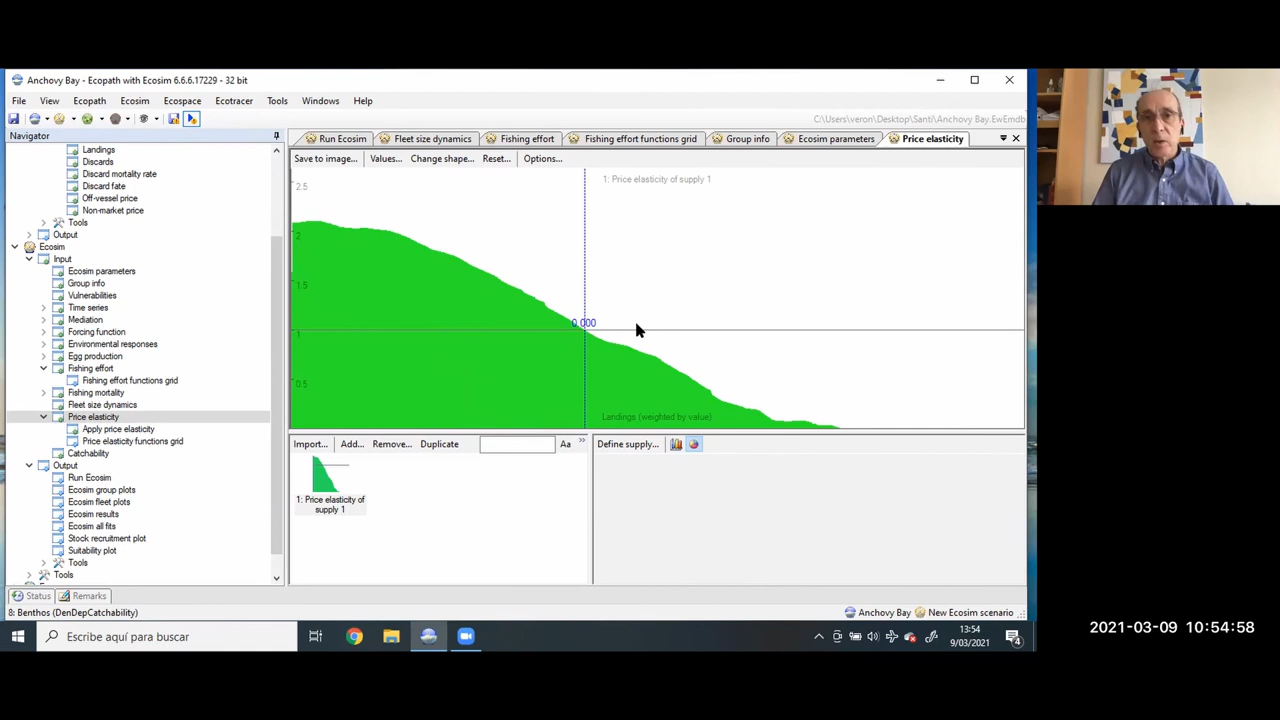 Anchovy Bay - Ecopath with Ecosim 6.6.6.17229 - 32 bit
File View Ecopath Ecosim Ecospace Ecotracer Tools Windows Help
C:\Users\veron\Desktop\Santi\Anchovy Bay.EwEmdb
Navigator
Landings
Discards
Discard mortality rate
Discard fate
Off-vessel price
Non-market price
Tools
Output
Ecosim
Input
Ecosim parameters
Group info
Vulnerabilities
Time series
Mediation
Forcing function
Environmental responses
Egg production
Fishing effort
Fishing effort functions grid
Fishing mortality
Fleet size dynamics
Price elasticity
Apply price elasticity
Price elasticity functions grid
Catchability
Output
Run Ecosim
Ecosim group plots
Ecosim fleet plots
Ecosim results
Ecosim all fits
Stock recruitment plot
Suitability plot
Tools
Tools
Run Ecosim Fleet size dynamics Fishing effort Fishing effort functions grid Group info Ecosim parameters Price elasticity
Save to image... Values... Change shape... Reset... Options...
1: Price elasticity of supply 1
2.5
2
1.5
1
0.5
0.000
Landings (weighted by value)
Import... Add... Remove... Duplicate Aa
Define supply...
1: Price elasticity of
supply 1
Status Remarks
8: Benthos (DenDepCatchability)
Anchovy Bay New Ecosim scenario
Escribe aquí para buscar
13:54
9/03/2021
4
2021-03-09 10:54:58